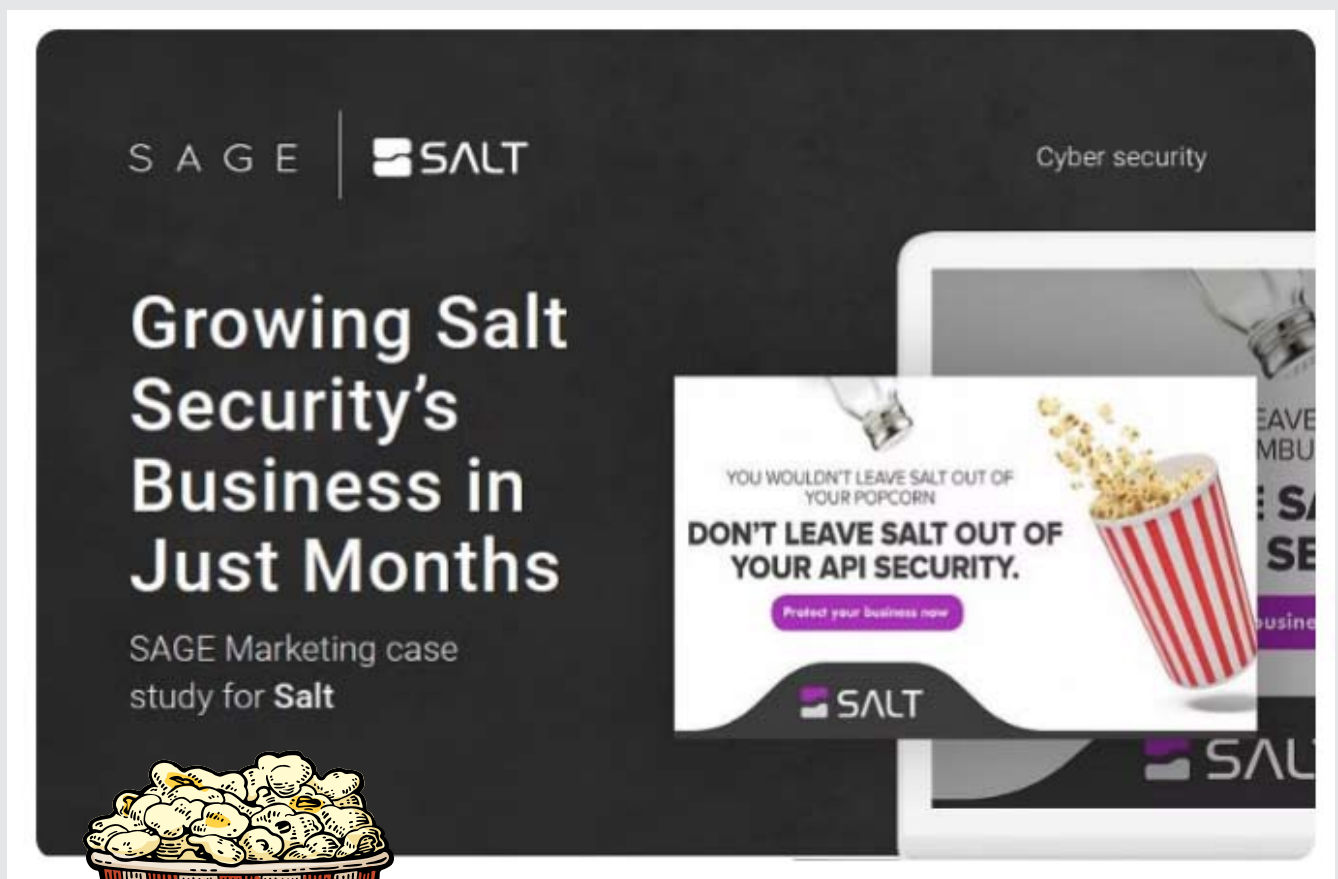 SAGE
SALT
Cyber security
Growing Salt
Security's
Business in
Just Months
SAGE Marketing case
study for Salt
YOU WOULDN'T LEAVE SALT OUT OF
YOUR POPCORN
DON'T LEAVE SALT OUT OF
YOUR API SECURITY.
Protect your business now
SALT